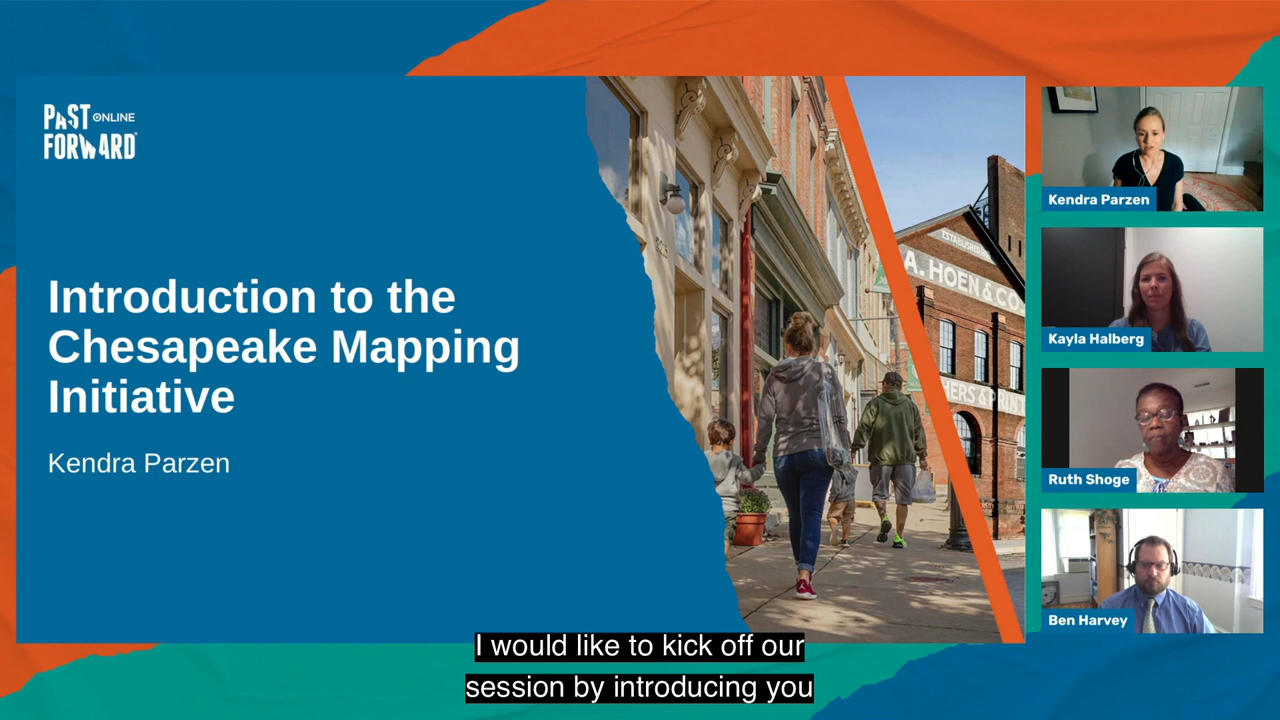 PAST
ONLINE
FORWARD
Introduction to the
Chesapeake Mapping
Initiative
Kendra Parzen
ESTABLISHED
A. HOEN & CO.
Kendra Parzen
Kayla Halberg
Ruth Shoge
Ben Harvey
I would like to kick off our
session by introducing you